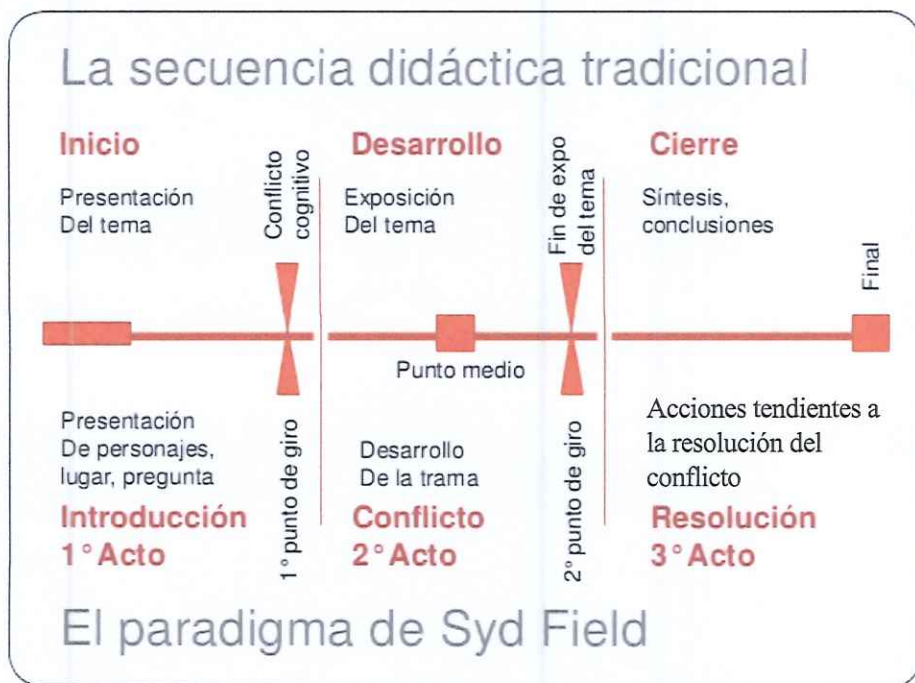 La secuencia didáctica tradicional
Inicio
Presentación
Del tema
Conflicto
cognitivo
Desarrollo
Exposición
Del tema
Fin de expo
del tema
Cierre
Síntesis,
conclusiones
Final
Punto medio
Presentación
De personajes,
lugar, pregunta
Introducción
1° Acto
1° punto de giro
Desarrollo
De la trama
Conflicto
2° Acto
2° punto de giro
Acciones tendientes a
la resolución del
conflicto
Resolución
3° Acto
El paradigma de Syd Field